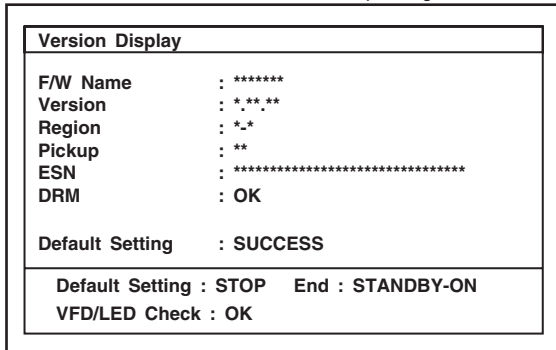 Version Display
F/W Name : *******
Version : *.**.**
Region : *-*
Pickup : **
ESN : ********************************
DRM : OK
Default Setting : SUCCESS
Default Setting : STOP End : STANDBY-ON
VFD/LED Check : OK